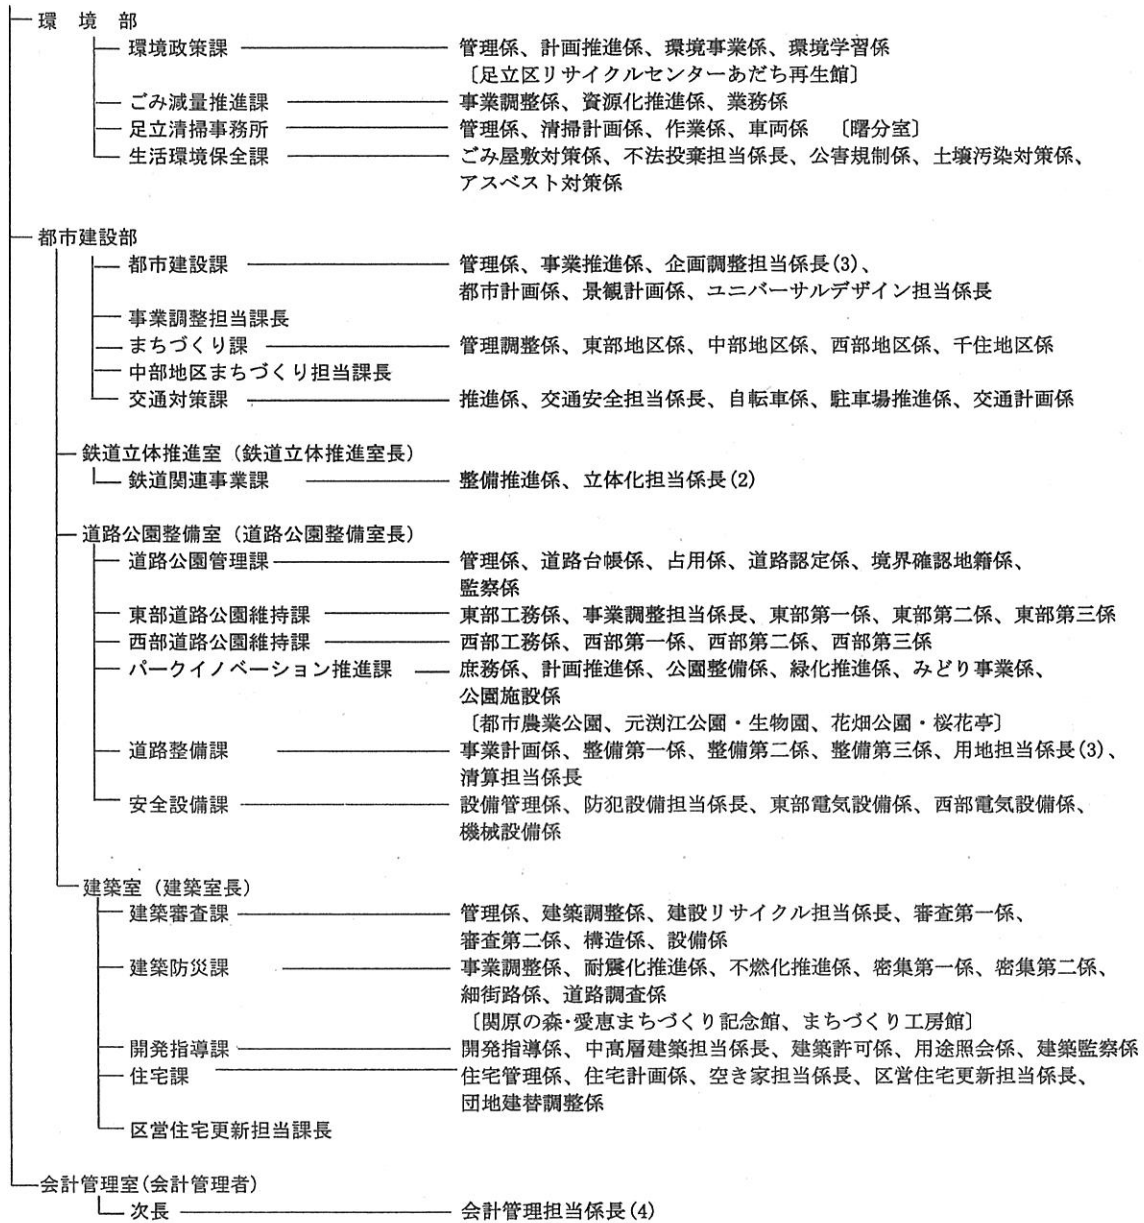 環　境　部
環境政策課 管理係、計画推進係、環境事業係、環境学習係
〔足立区リサイクルセンターあだち再生館〕
ごみ減量推進課 事業調整係、資源化推進係、業務係
足立清掃事務所 管理係、清掃計画係、作業係、車両係　〔曙分室〕
生活環境保全課 ごみ屋敷対策係、不法投棄担当係長、公害規制係、土壌汚染対策係、
アスベスト対策係
都市建設部
都市建設課 管理係、事業推進係、企画調整担当係長(3)、
都市計画係、景観計画係、ユニバーサルデザイン担当係長
事業調整担当課長
まちづくり課 管理調整係、東部地区係、中部地区係、西部地区係、千住地区係
中部地区まちづくり担当課長
交通対策課 推進係、交通安全担当係長、自転車係、駐車場推進係、交通計画係
鉄道立体推進室（鉄道立体推進室長）
鉄道関連事業課 整備推進係、立体化担当係長(2)
道路公園整備室（道路公園整備室長）
道路公園管理課 管理係、道路台帳係、占用係、道路認定係、境界確認地籍係、
監察係
東部道路公園維持課 東部工務係、事業調整担当係長、東部第一係、東部第二係、東部第三係
西部道路公園維持課 西部工務係、西部第一係、西部第二係、西部第三係
パークイノベーション推進課 庶務係、計画推進係、公園整備係、緑化推進係、みどり事業係、
公園施設係
〔都市農業公園、元渕江公園・生物園、花畑公園・桜花亭〕
道路整備課 事業計画係、整備第一係、整備第二係、整備第三係、用地担当係長(3)、
清算担当係長
安全設備課 設備管理係、防犯設備担当係長、東部電気設備係、西部電気設備係、
機械設備係
建築室（建築室長）
建築審査課 管理係、建築調整係、建設リサイクル担当係長、審査第一係、
審査第二係、構造係、設備係
建築防災課 事業調整係、耐震化推進係、不燃化推進係、密集第一係、密集第二係、
細街路係、道路調査係
〔関原の森・愛恵まちづくり記念館、まちづくり工房館〕
開発指導課 開発指導係、中高層建築担当係長、建築許可係、用途照会係、建築監察係
住宅課 住宅管理係、住宅計画係、空き家担当係長、区営住宅更新担当係長、
団地建替調整係
区営住宅更新担当課長
会計管理室(会計管理者)
次長 会計管理担当係長(4)